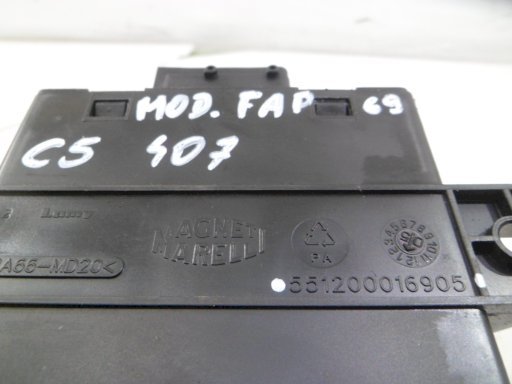 MOD. FAP 69
C5 407
MAGNETI
MARELLI
PA
PA66-MD20<
551200016905